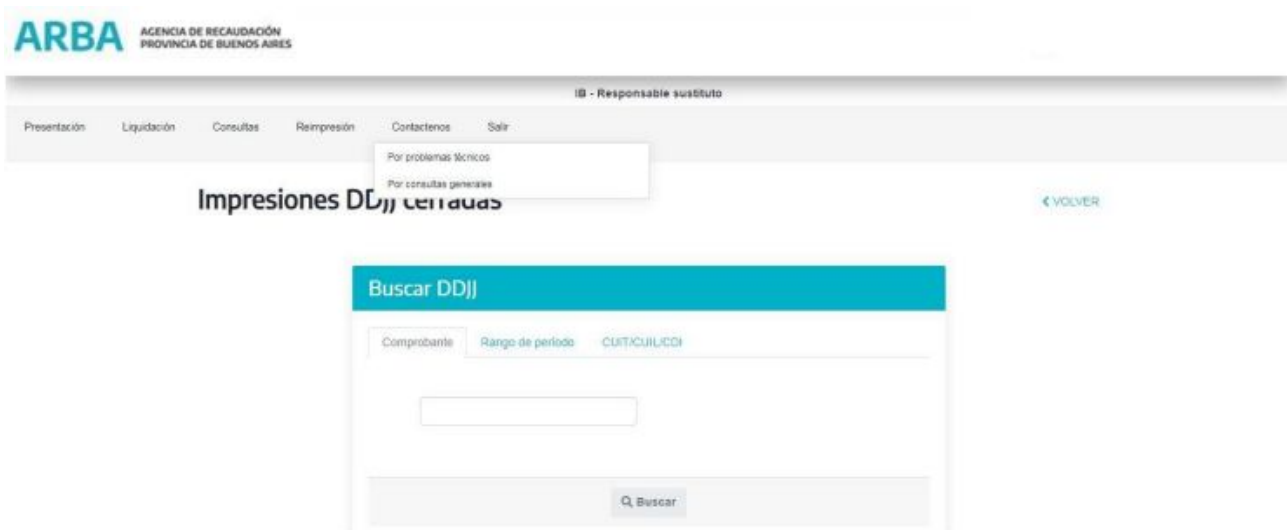 ARBA AGENCIA DE RECAUDACIÓN
PROVINCIA DE BUENOS AIRES
IB - Responsable sustituto
Presentación Liquidación Consultas Reimpresión Contactenos Salir
Por problemas técnicos
Por consultas generales
Impresiones DDJJ cerradas
VOLVER
Buscar DDJJ
Comprobante Rango de período CUIT/CUIL/CDI
Buscar